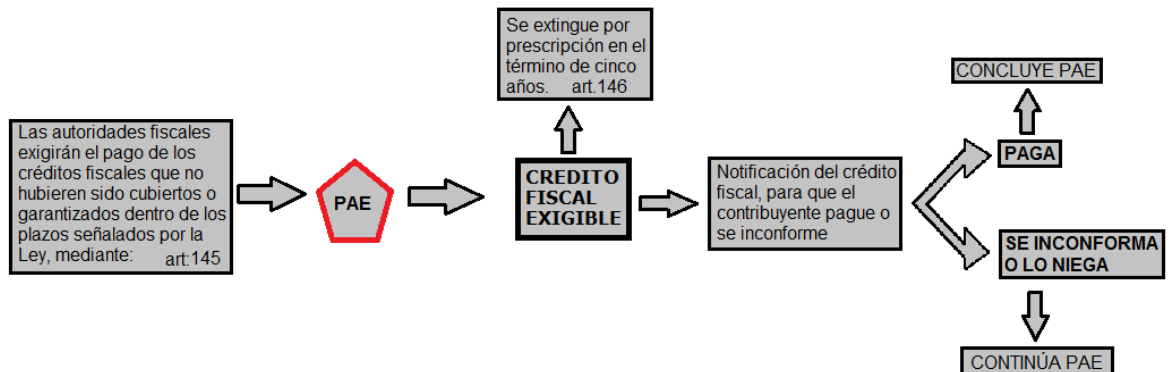 Las autoridades fiscales
exigirán el pago de los
créditos fiscales que no
hubieren sido cubiertos o
garantizados dentro de los
plazos señalados por la
Ley, mediante: art:145
PAE
Se extingue por
prescripción en el
término de cinco
años. art.146
CREDITO
FISCAL
EXIGIBLE
Notificación del crédito
fiscal, para que el
contribuyente pague o
se inconforme
CONCLUYE PAE
PAGA
SE INCONFORMA
O LO NIEGA
CONTINÚA PAE